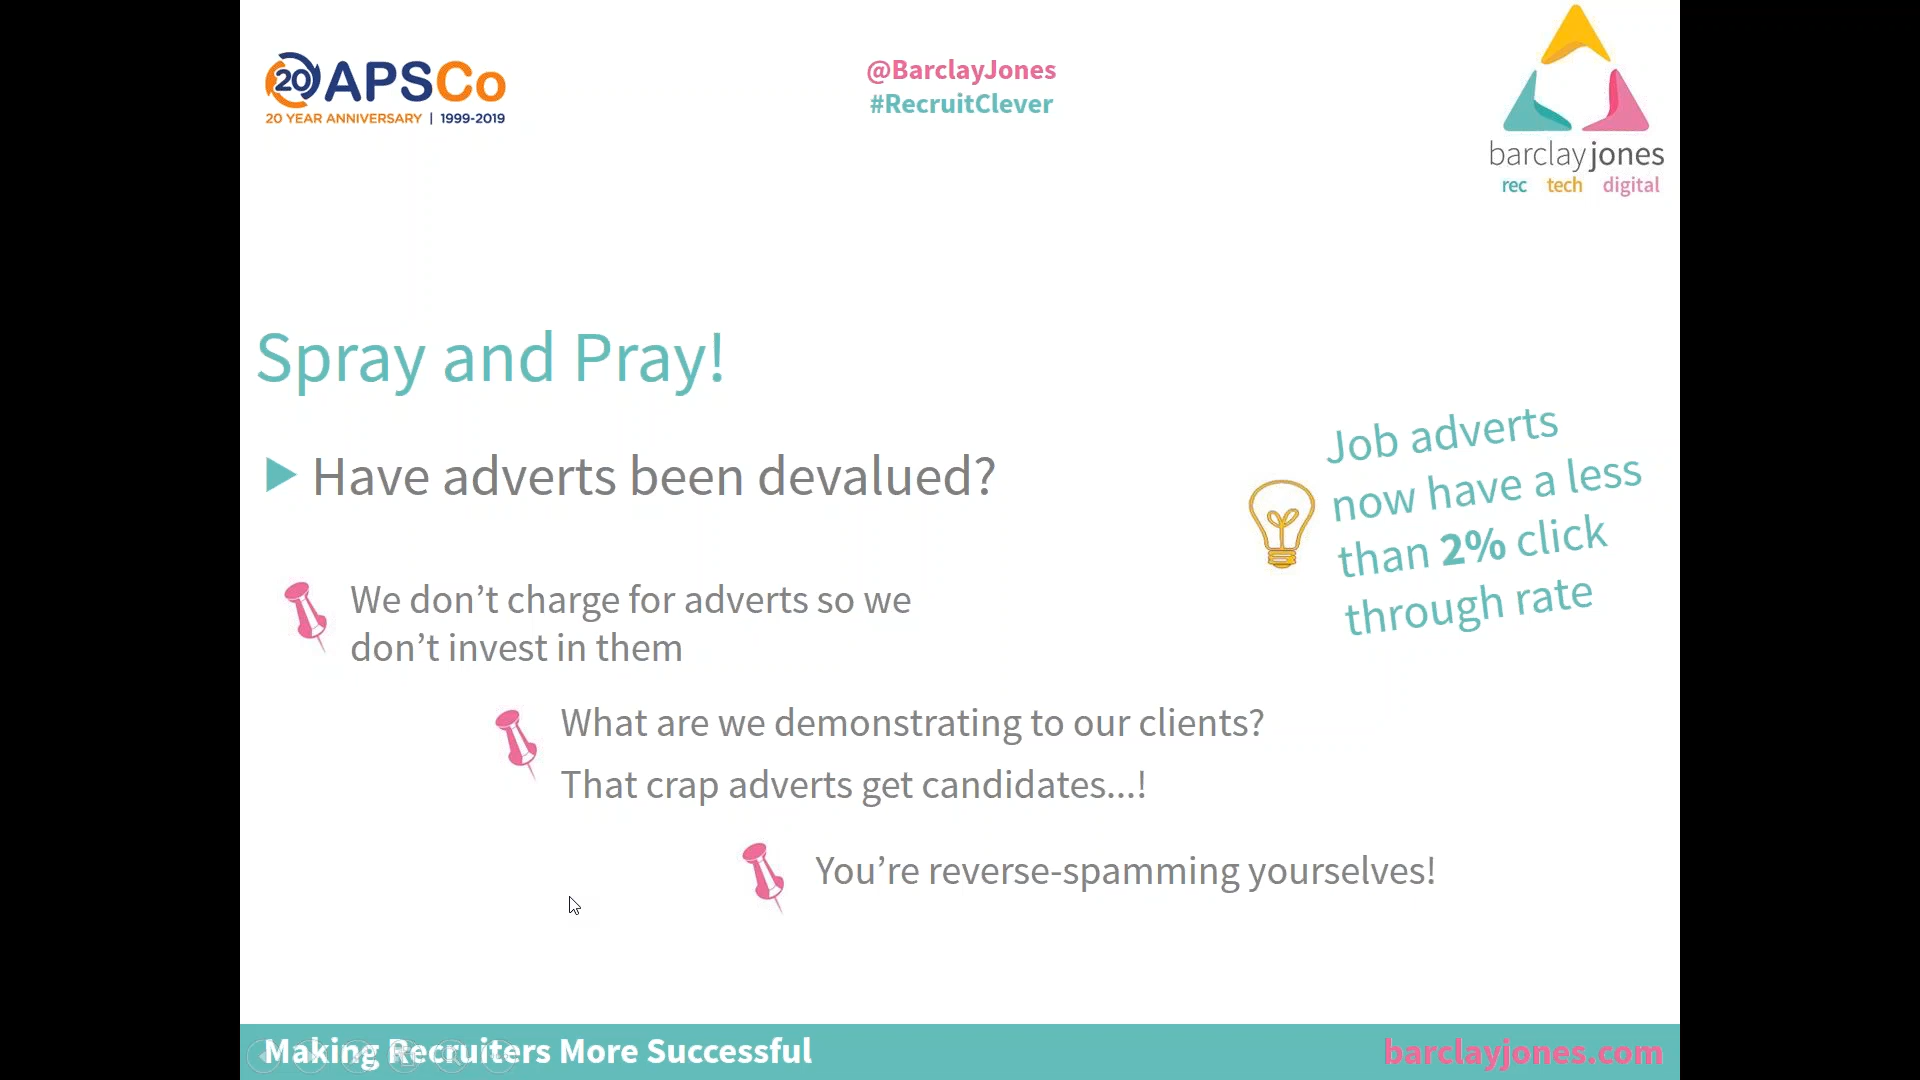 20 APSCo
20 YEAR ANNIVERSARY | 1999-2019
@BarclayJones
#RecruitClever
barclayjones
rec tech digital
Spray and Pray!
Have adverts been devalued?
Job adverts
now have a less
than 2% click
through rate
We don’t charge for adverts so we
don’t invest in them
What are we demonstrating to our clients?
That crap adverts get candidates...!
You’re reverse-spamming yourselves!
Making Recruiters More Successful
barclayjones.com